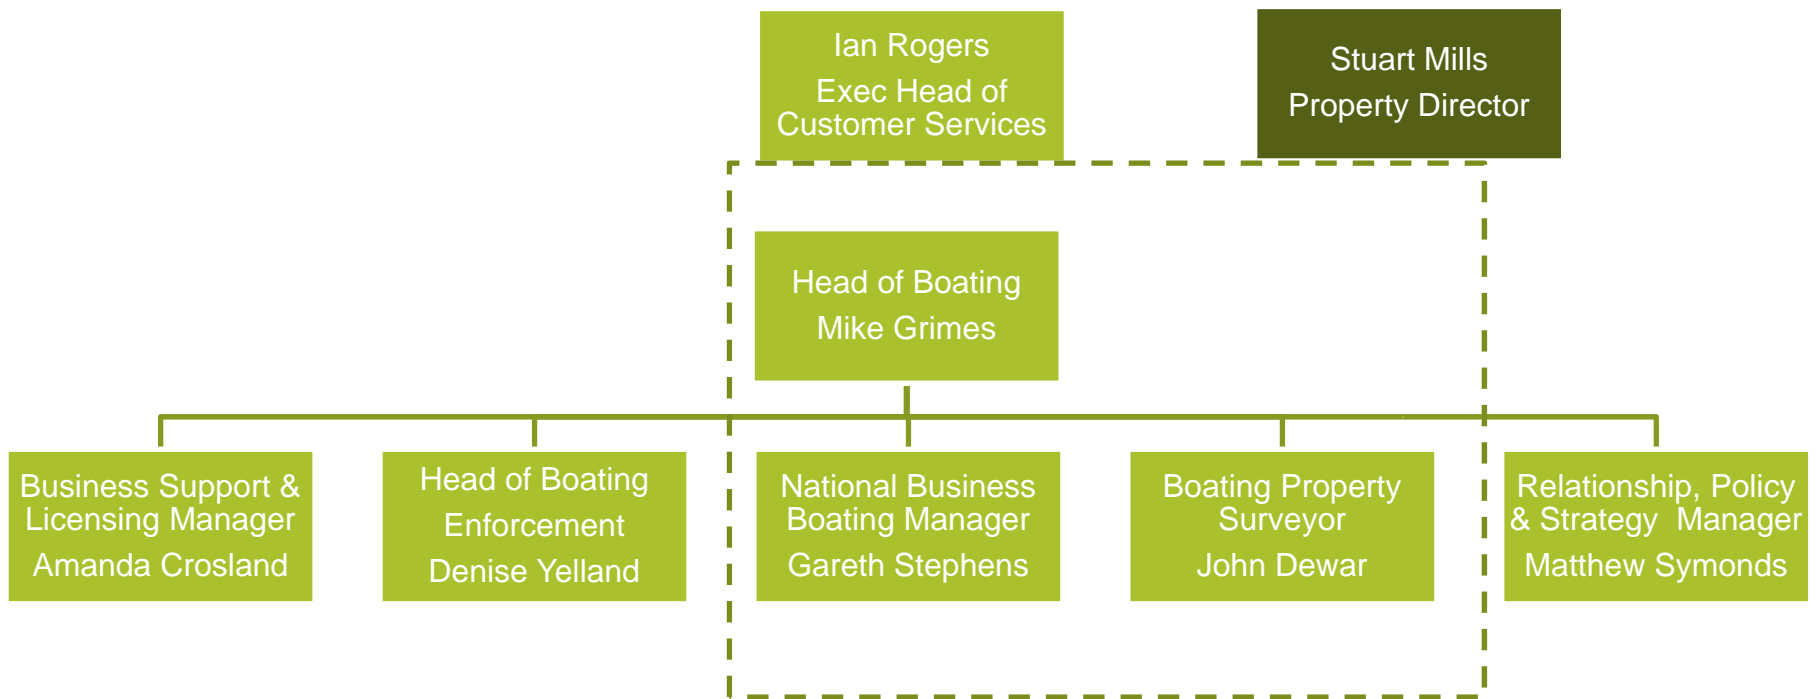 Ian Rogers
Exec Head of
Customer Services
Stuart Mills
Property Director
Head of Boating
Mike Grimes
Business Support &
Licensing Manager
Amanda Crosland
Head of Boating
Enforcement
Denise Yelland
National Business
Boating Manager
Gareth Stephens
Boating Property
Surveyor
John Dewar
Relationship, Policy
& Strategy  Manager
Matthew Symonds